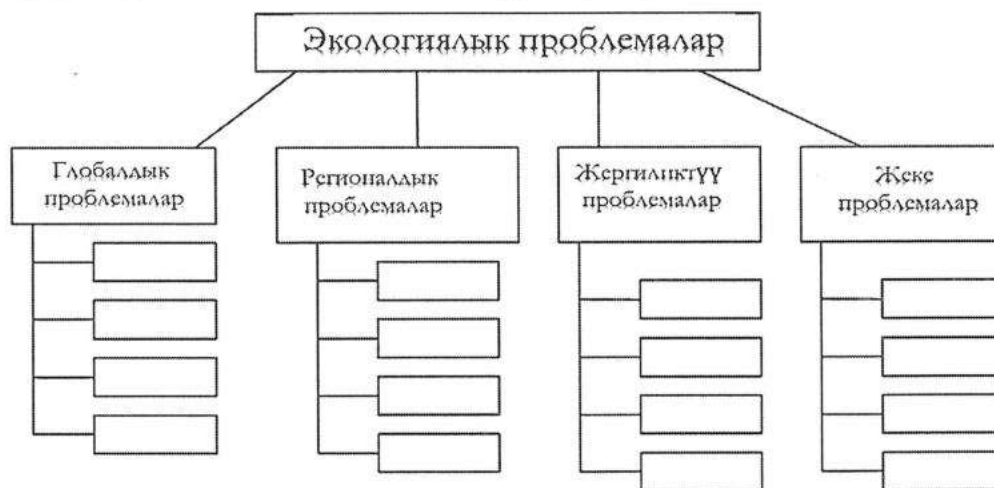 Экологиялык проблемалар
Глобалдык
проблемалар
Регионалдык
проблемалар
Жергиликтүү
проблемалар
Жеке
проблемалар